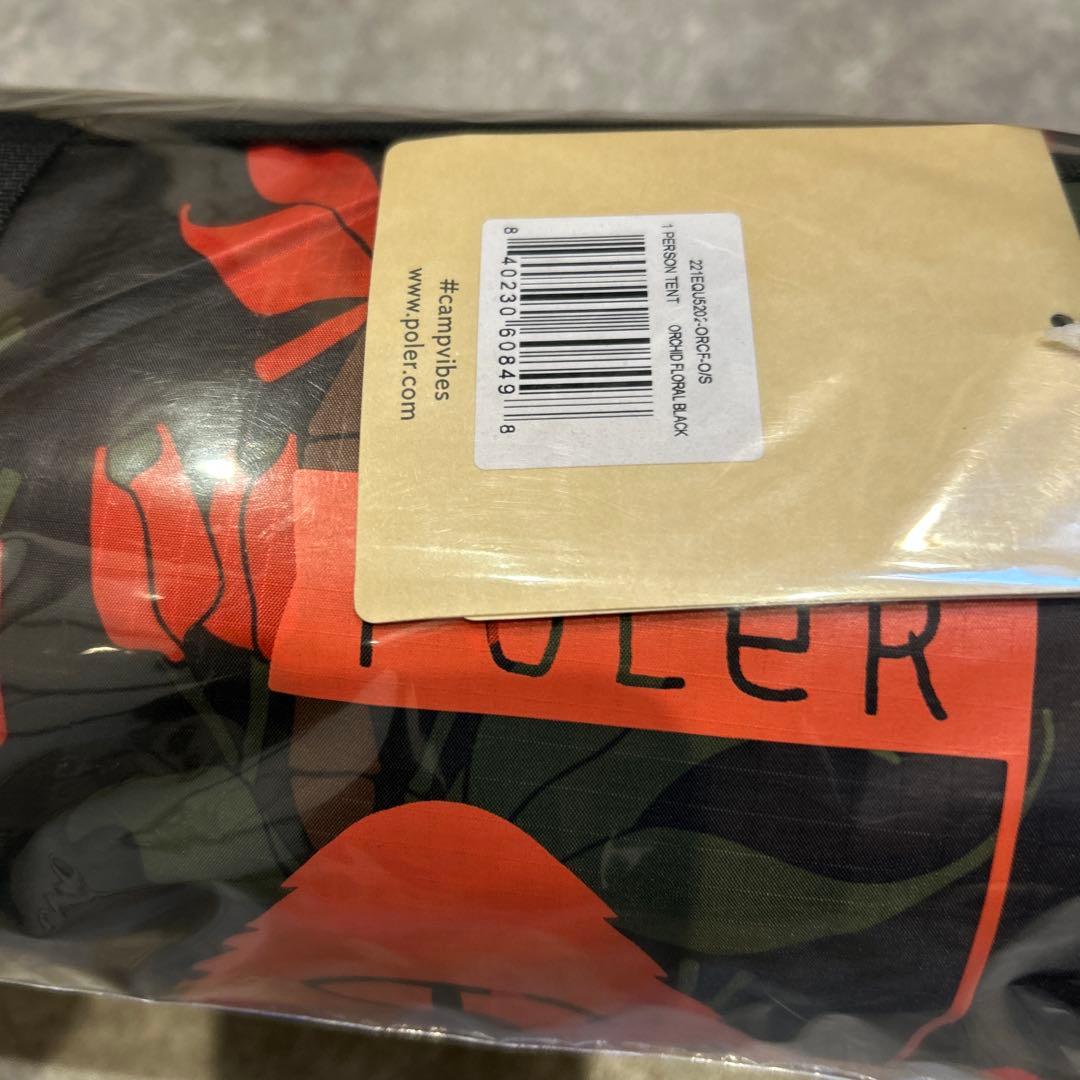 221EQU5202-ORCF-O/S
1 PERSON TENT ORCHID FLORAL BLACK
8 40230 60849 8
#campvibes
www.poler.com
POLeR